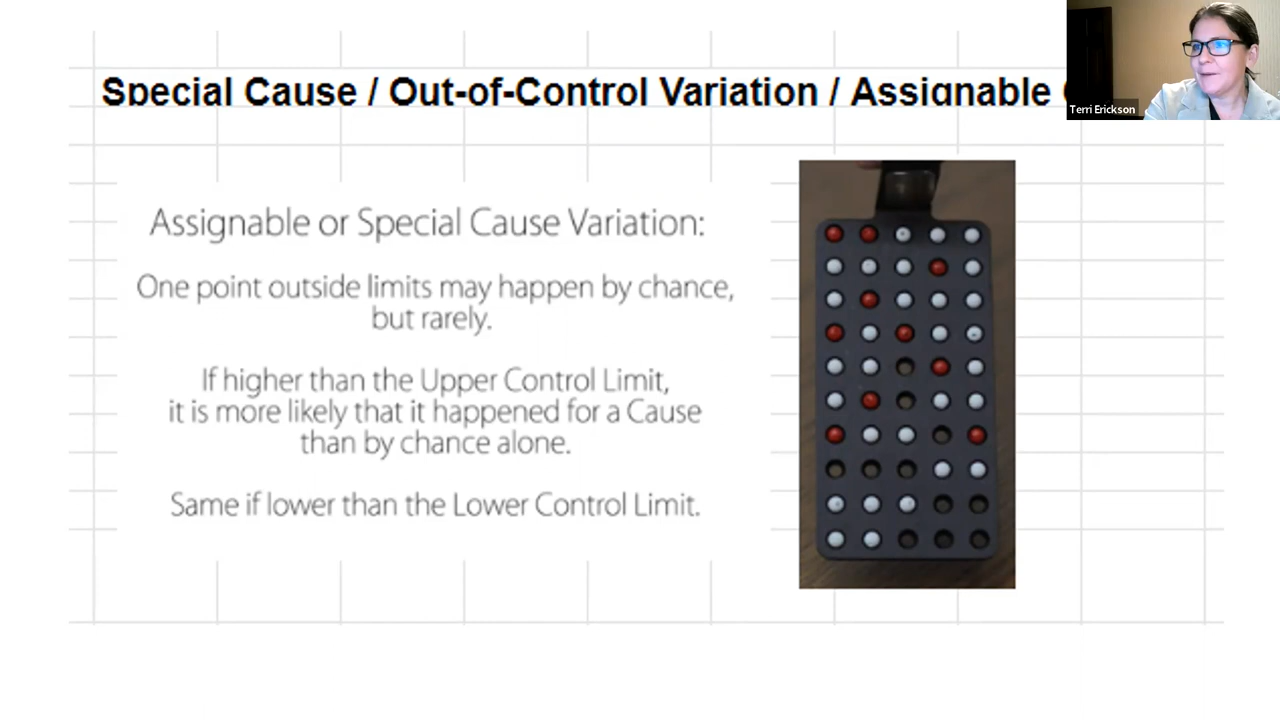 Special Cause / Out-of-Control Variation / Assignable
Terri Erickson
Assignable or Special Cause Variation:
One point outside limits may happen by chance,
but rarely.
If higher than the Upper Control Limit,
it is more likely that it happened for a Cause
than by chance alone.
Same if lower than the Lower Control Limit.